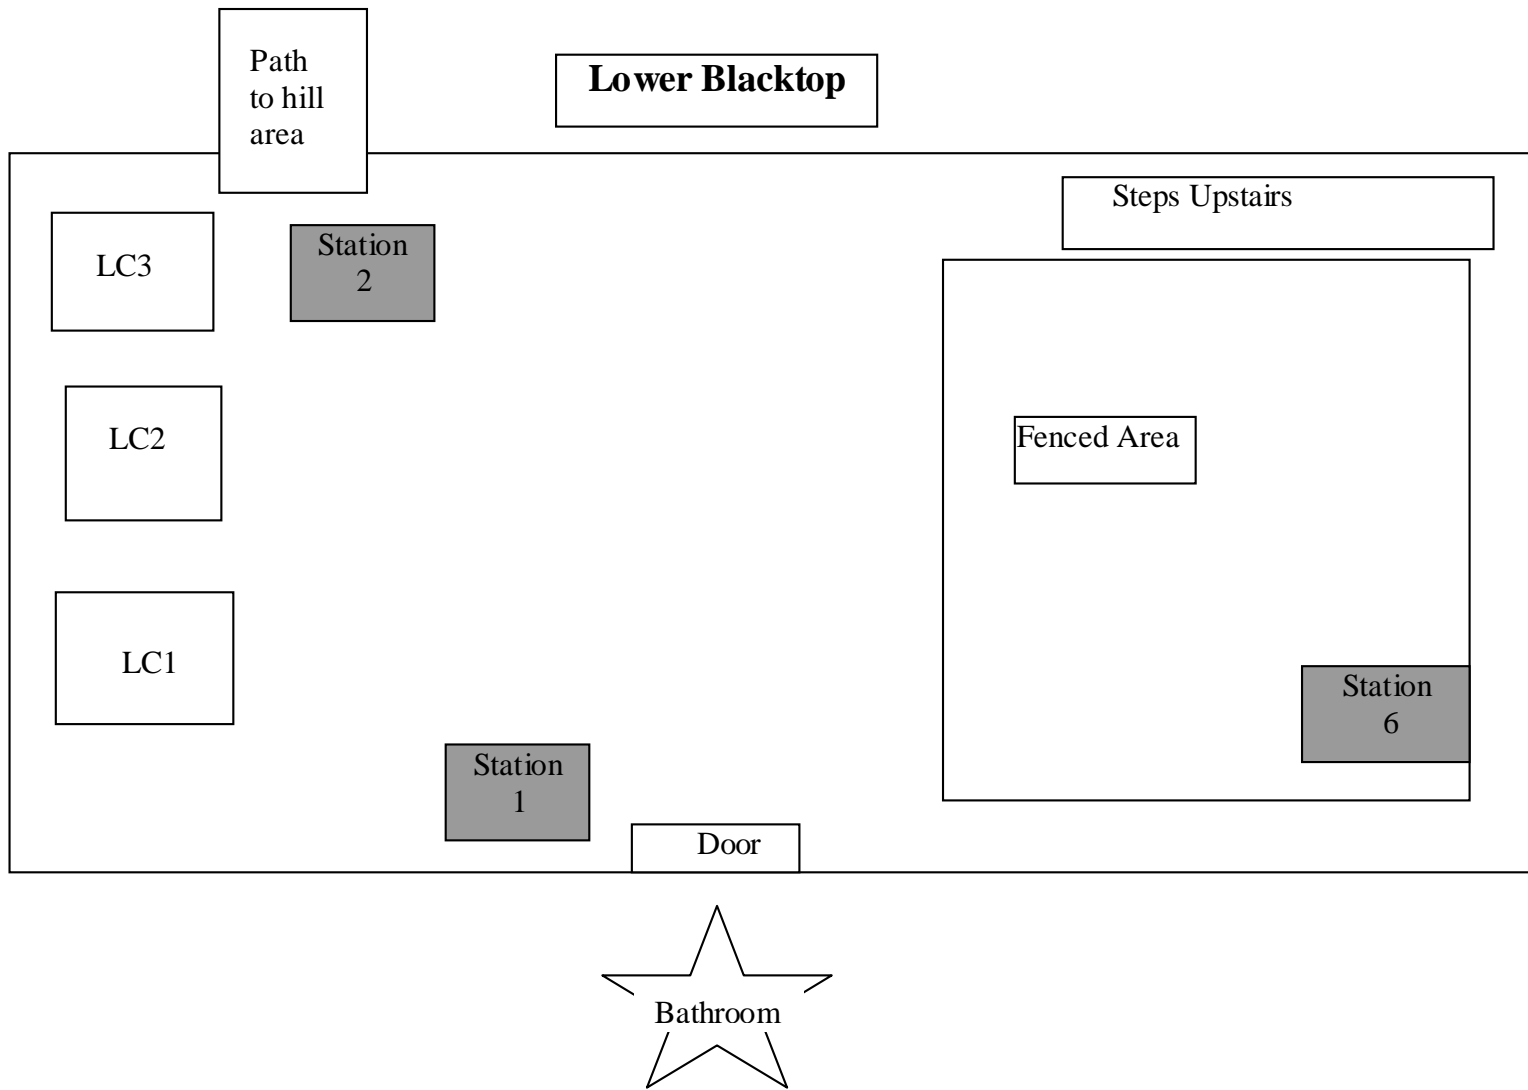 Path
to hill
area
Lower Blacktop
Steps Upstairs
LC3
Station
2
LC2
Fenced Area
LC1
Station
6
Station
1
Door
Bathroom